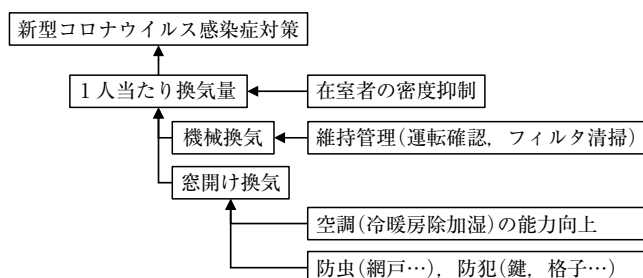 新型コロナウイルス感染症対策
1人当たり換気量
在室者の密度抑制
機械換気
維持管理(運転確認，フィルタ清掃)
窓開け換気
空調(冷暖房除加湿)の能力向上
防虫(網戸…)，防犯(鍵，格子…)